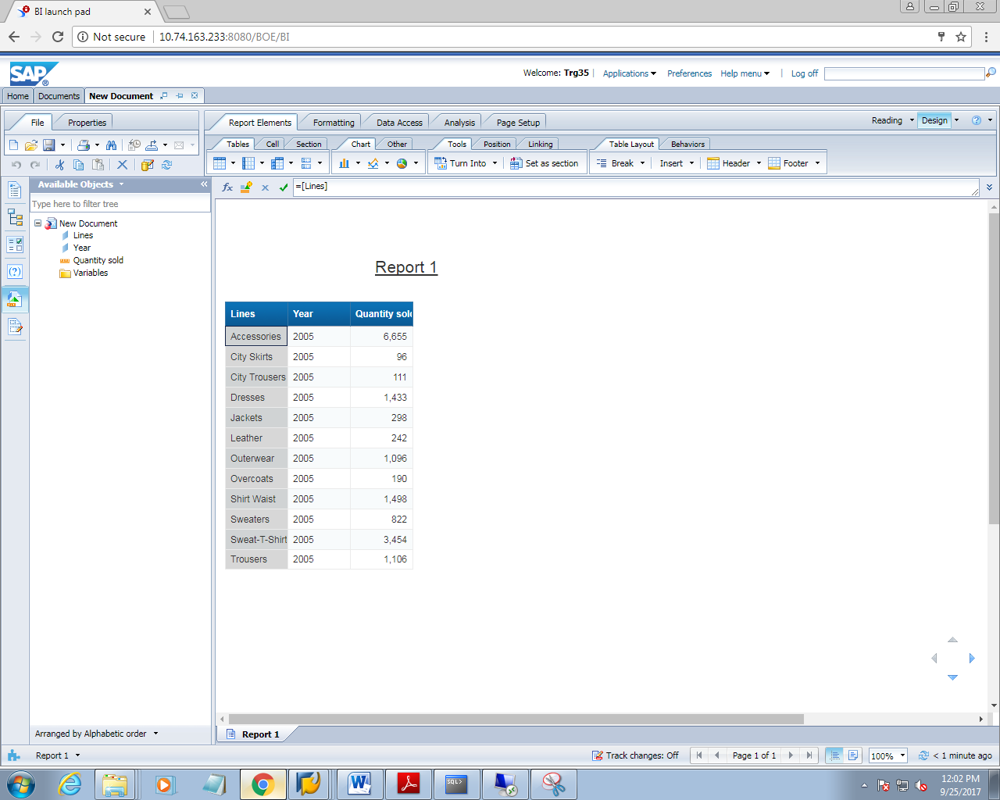 BI launch pad
Not secure | 10.74.163.233:8080/BOE/BI
SAP
Welcome: Trg35 | Applications Preferences Help menu | Log off
Home Documents New Document
File Properties Report Elements Formatting Data Access Analysis Page Setup Reading Design
Tables Cell Section Chart Other Tools Position Linking Table Layout Behaviors
Turn Into Set as section Break Insert Header Footer
Available Objects =[Lines]
Type here to filter tree
New Document
Lines
Year
Quantity sold
Variables
Report 1
Lines Year Quantity sold
Accessories 2005 6,655
City Skirts 2005 96
City Trousers 2005 111
Dresses 2005 1,433
Jackets 2005 298
Leather 2005 242
Outerwear 2005 1,096
Overcoats 2005 190
Shirt Waist 2005 1,498
Sweaters 2005 822
Sweat-T-Shirt 2005 3,454
Trousers 2005 1,106
Arranged by Alphabetic order
Report 1
Report 1 Track changes: Off Page 1 of 1 100% < 1 minute ago
SQL>
12:02 PM
9/25/2017